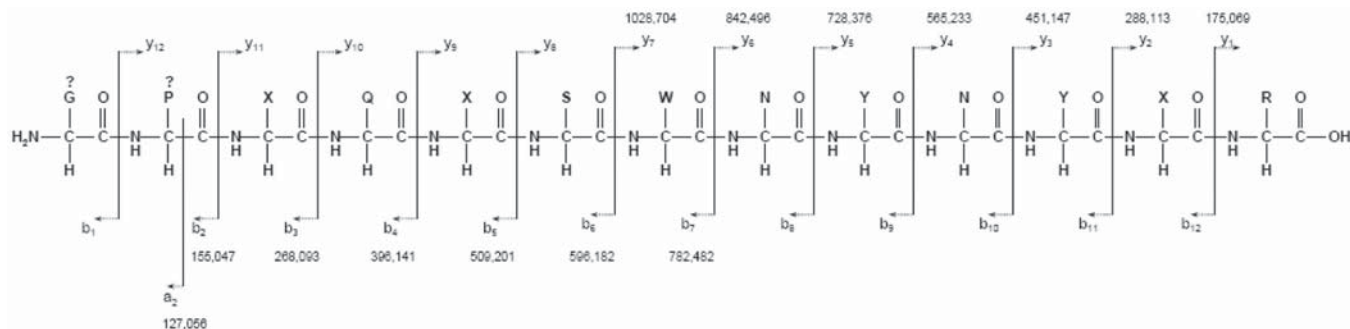 1028,704 842,496 728,376 565,233 451,147 288,113 175,069
y12 y11 y10 y9 y8 y7 y6 y5 y4 y3 y2 y1
? ?
G O P O X O Q O X O S O W O N O Y O N O Y O X O R O
H2N C C N C C N C C N C C N C C N C C N C C N C C N C C N C C N C C N C C N C C OH
H H H H H H H H H H H H
H H H H H H H H H H H H H
b1 b2 b3 b4 b5 b6 b7 b8 b9 b10 b11 b12
155,047 268,093 396,141 509,201 596,182 782,482
a2
127,056